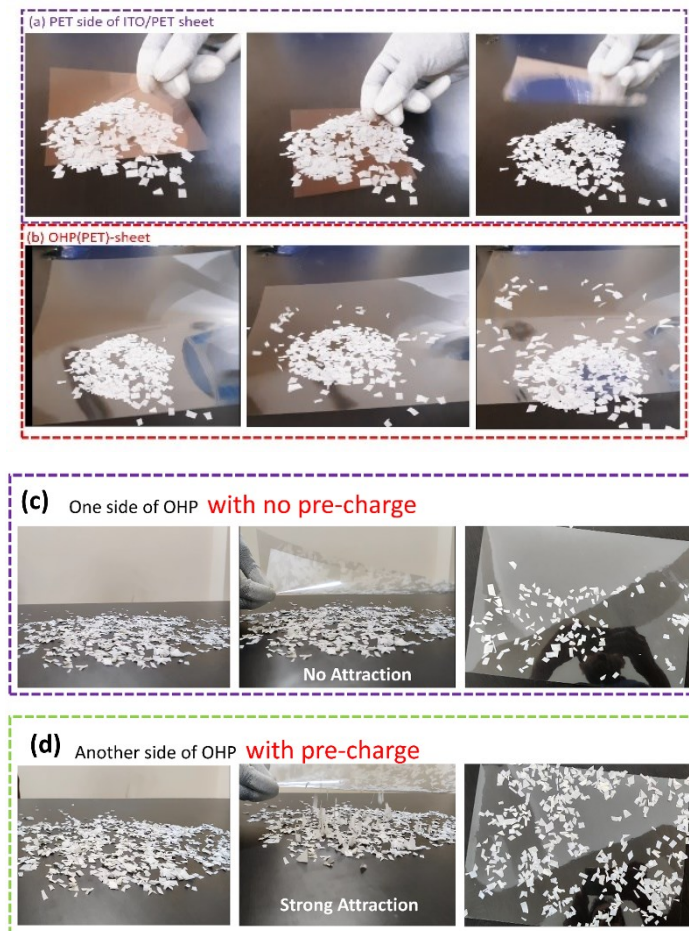 (a) PET side of ITO/PET sheet
(b) OHP(PET)-sheet
(c) One side of OHP with no pre-charge
No Attraction
(d) Another side of OHP with pre-charge
Strong Attraction